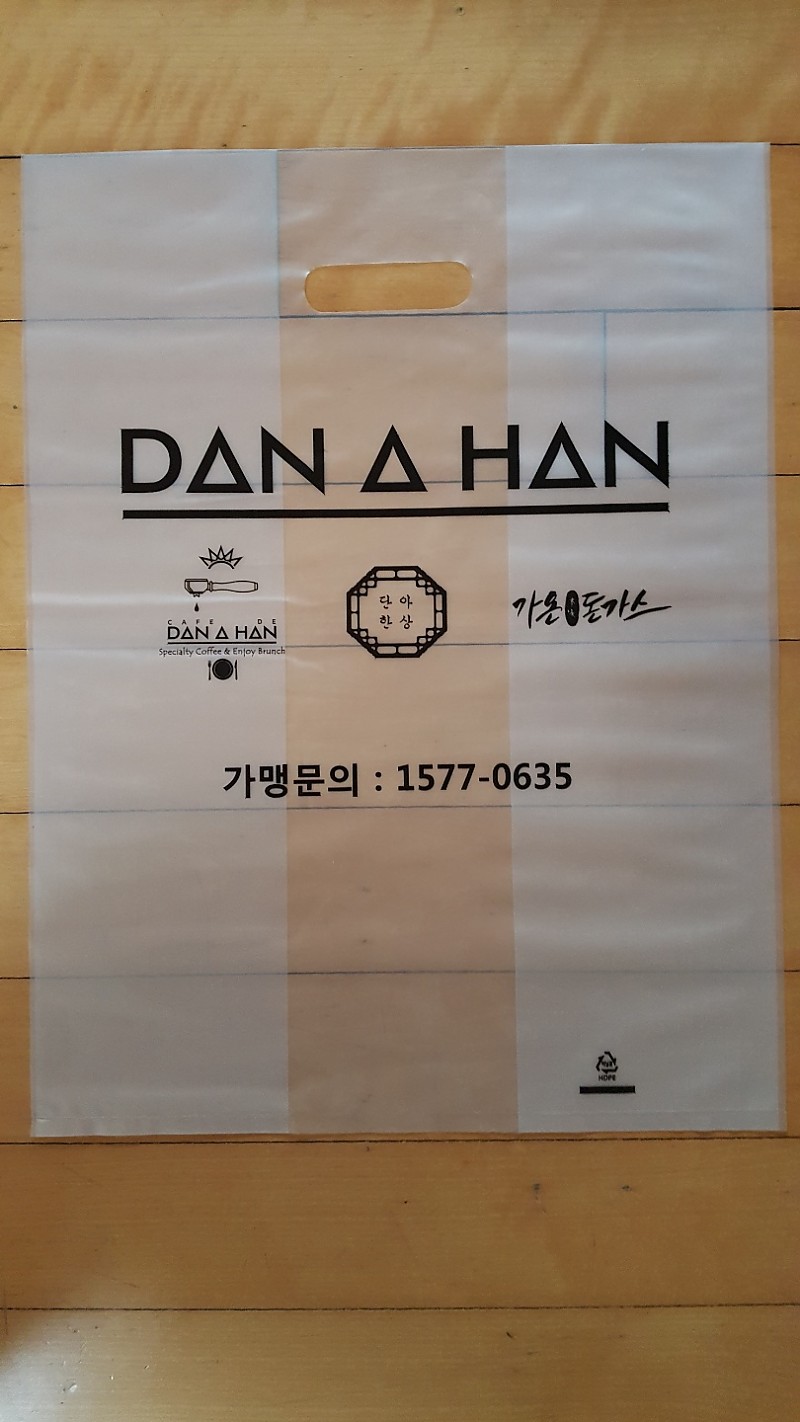 DAN A HAN
CAFE DE
DAN A HAN
Specialty Coffee & Enjoy Brunch
단아
한상
가온돈가스
가맹문의 : 1577-0635
HDPE